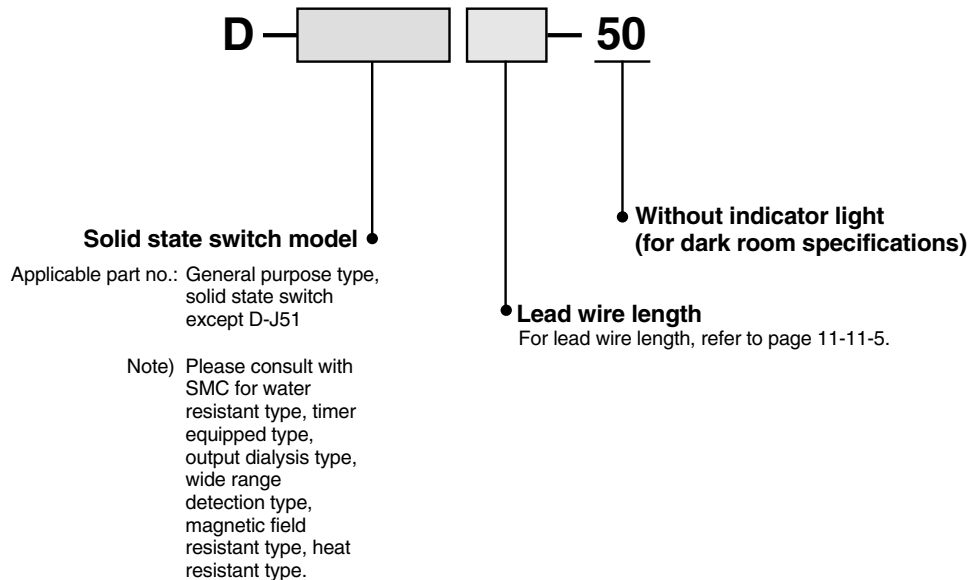 D — 50
Without indicator light
(for dark room specifications)
Solid state switch model
Applicable part no.: General purpose type,
solid state switch
except D-J51
Lead wire length
For lead wire length, refer to page 11-11-5.
Note) Please consult with
SMC for water
resistant type, timer
equipped type,
output dialysis type,
wide range
detection type,
magnetic field
resistant type, heat
resistant type.